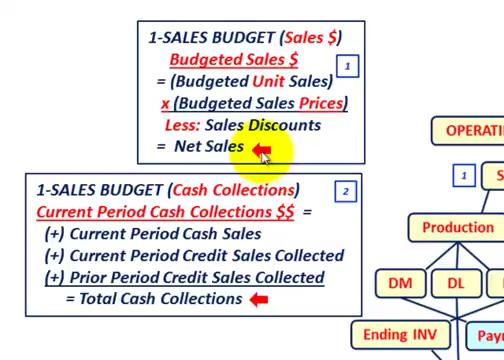 1-SALES BUDGET (Sales $)
Budgeted Sales $
1
= (Budgeted Unit Sales)
x (Budgeted Sales Prices)
Less: Sales Discounts
= Net Sales
1-SALES BUDGET (Cash Collections)
2
Current Period Cash Collections $$ =
(+) Current Period Cash Sales
(+) Current Period Credit Sales Collected
(+) Prior Period Credit Sales Collected
= Total Cash Collections
OPERATI
1
S
Production
DM
DL
Ending INV
Payn